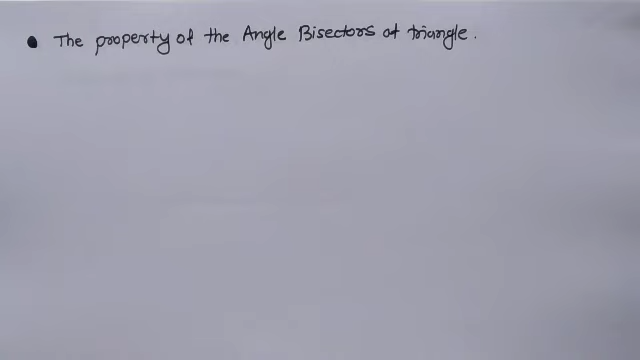 • The property of the Angle Bisectors of triangle.